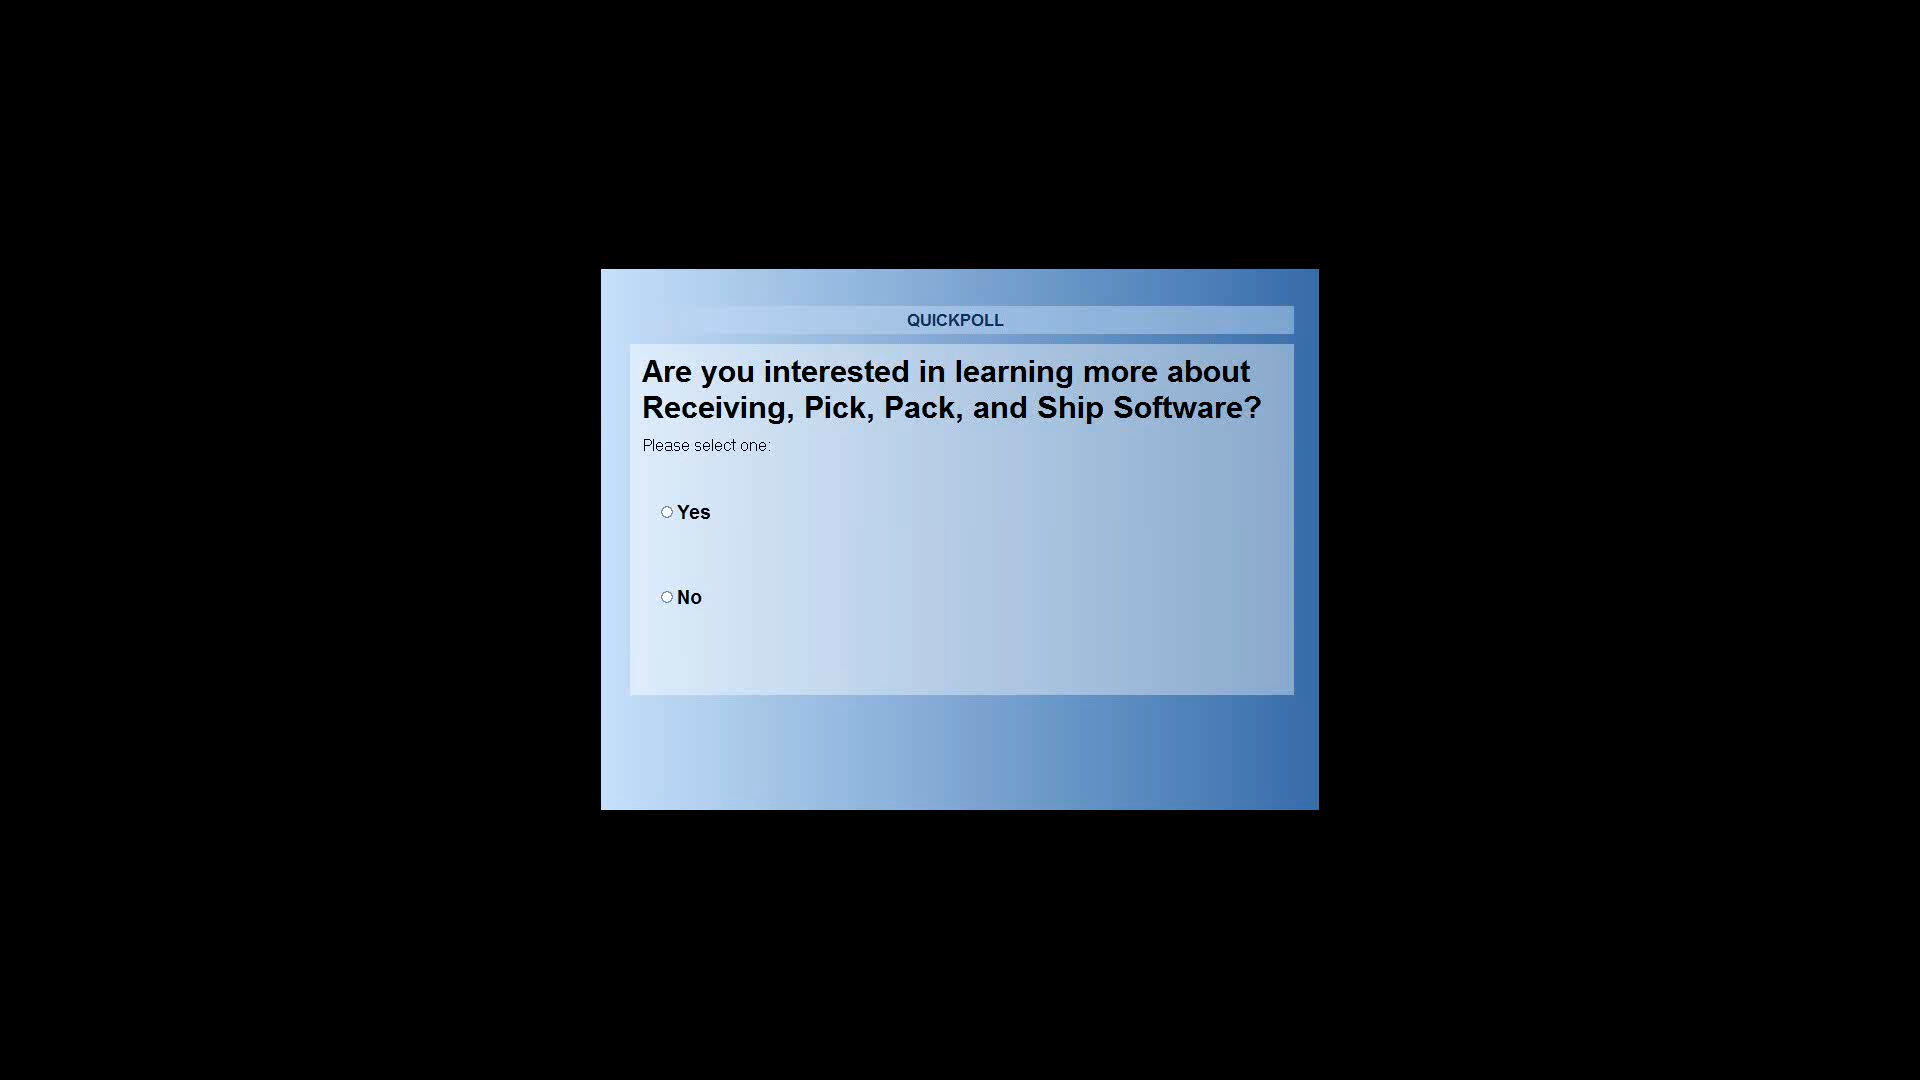 QUICKPOLL
Are you interested in learning more about
Receiving, Pick, Pack, and Ship Software?
Please select one:
Yes
No